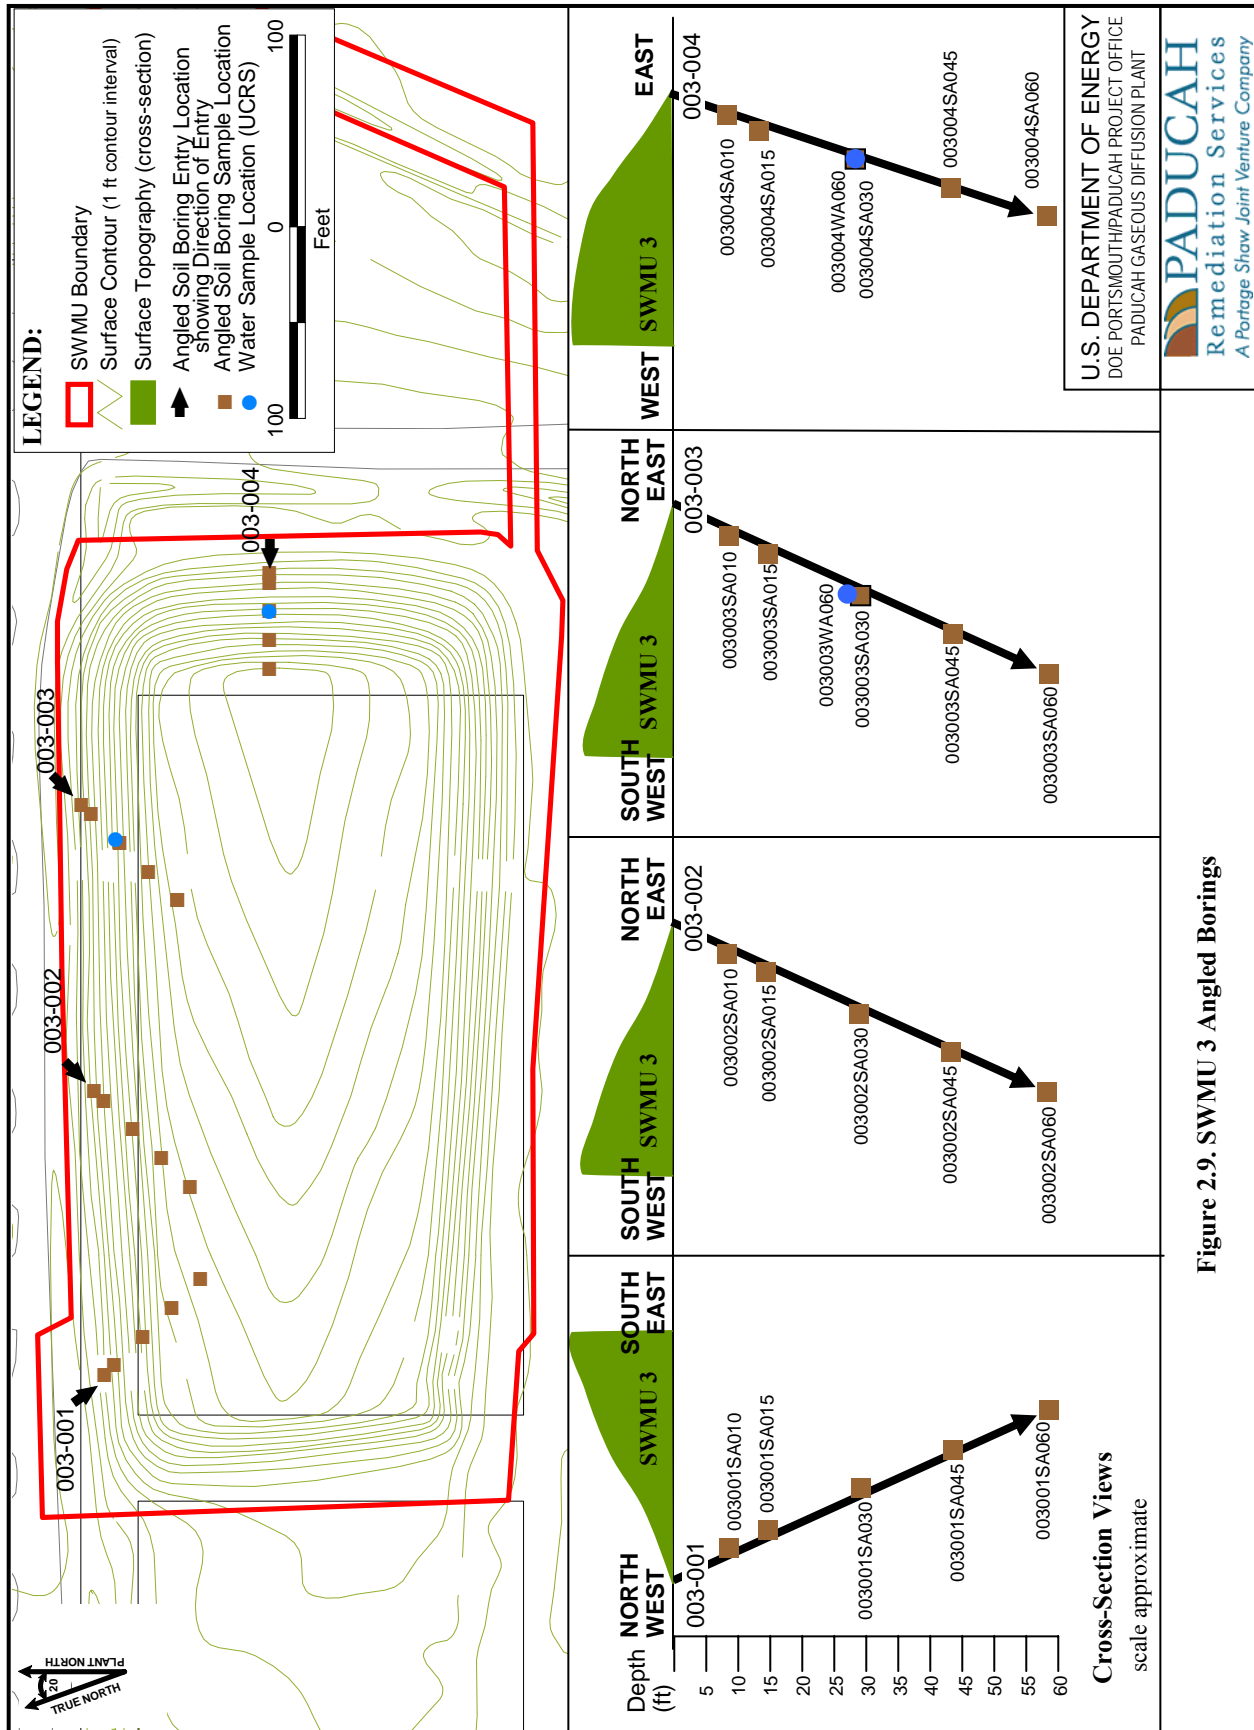 TRUE NORTH
20
PLANT NORTH
003-001
003-002
003-003
003-004
LEGEND:
SWMU Boundary
Surface Contour (1 ft contour interval)
Surface Topography (cross-section)
Angled Soil Boring Entry Location
showing Direction of Entry
Angled Soil Boring Sample Location
Water Sample Location (UCRS)
100 0 100
Feet
Depth
(ft)
5
10
15
20
25
30
35
40
45
50
55
60
NORTH
WEST
SOUTH
EAST
SWMU 3
003-001
003001SA010
003001SA015
003001SA030
003001SA045
003001SA060
SOUTH
WEST
NORTH
EAST
SWMU 3
003-002
003002SA010
003002SA015
003002SA030
003002SA045
003002SA060
SOUTH
WEST
NORTH
EAST
SWMU 3
003-003
003003SA010
003003SA015
003003WA060
003003SA030
003003SA045
003003SA060
WEST
EAST
SWMU 3
003-004
003004SA010
003004SA015
003004WA060
003004SA030
003004SA045
003004SA060
Cross-Section Views
scale approximate
U.S. DEPARTMENT OF ENERGY
DOE PORTSMOUTH/PADUCAH PROJECT OFFICE
PADUCAH GASEOUS DIFFUSION PLANT
PADUCAH
Remediation Services
A Portage Shaw Joint Venture Company
Figure 2.9. SWMU 3 Angled Borings